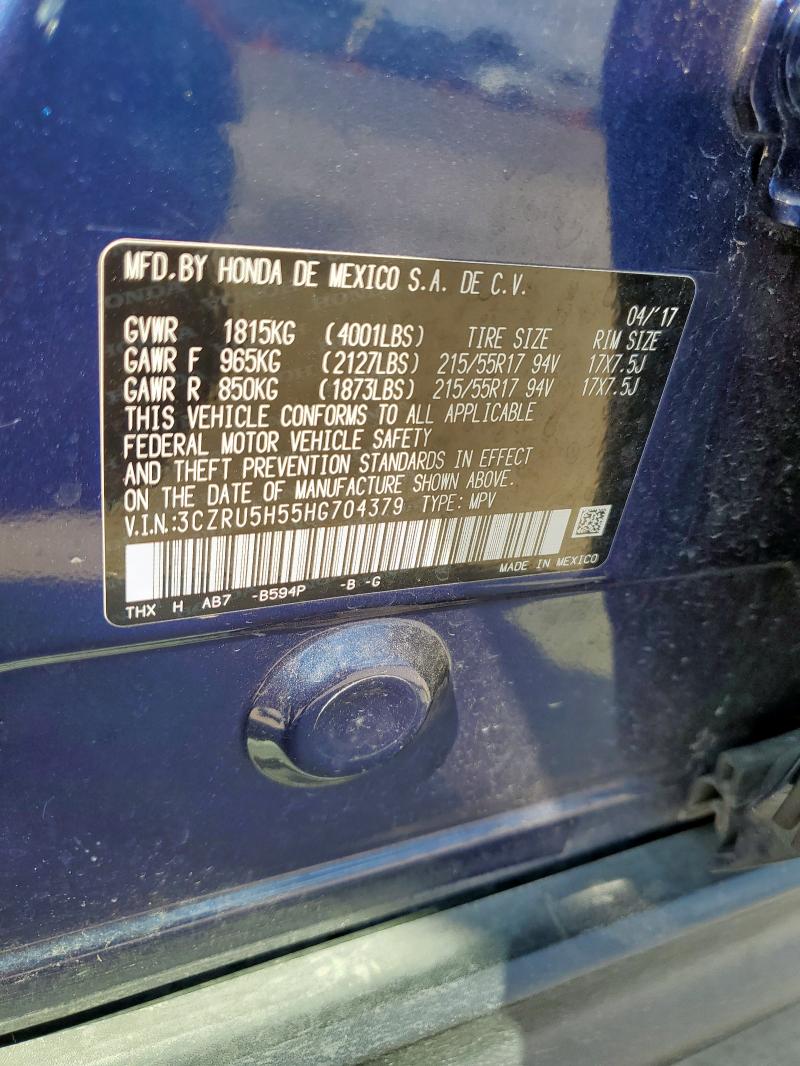 MFD.BY HONDA DE MEXICO S.A. DE C.V.
04/'17
GVWR 1815KG (4001LBS) TIRE SIZE RIM SIZE
GAWR F 965KG (2127LBS) 215/55R17 94V 17X7.5J
GAWR R 850KG (1873LBS) 215/55R17 94V 17X7.5J
THIS VEHICLE CONFORMS TO ALL APPLICABLE
FEDERAL MOTOR VEHICLE SAFETY
AND THEFT PREVENTION STANDARDS IN EFFECT
ON THE DATE OF MANUFACTURE SHOWN ABOVE.
V.I.N.:3CZRU5H55HG704379 TYPE: MPV
MADE IN MEXICO
THX H AB7 -B594P -B -G